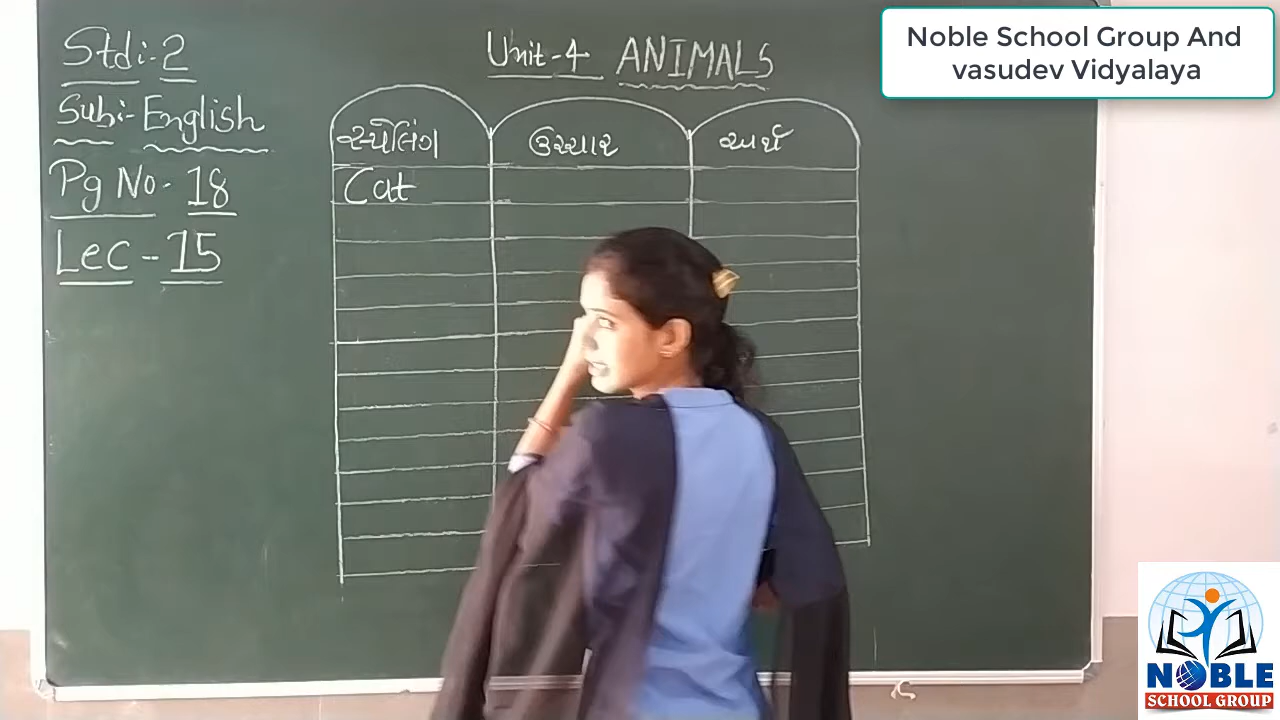 Std:-2
Sub:- English
Pg No- 18
Lec - 15
Unit-4 ANIMALS
સ્પેલિંગ ઉચ્ચાર અર્થ
Cat
Noble School Group And
vasudev Vidyalaya
NOBLE
SCHOOL GROUP